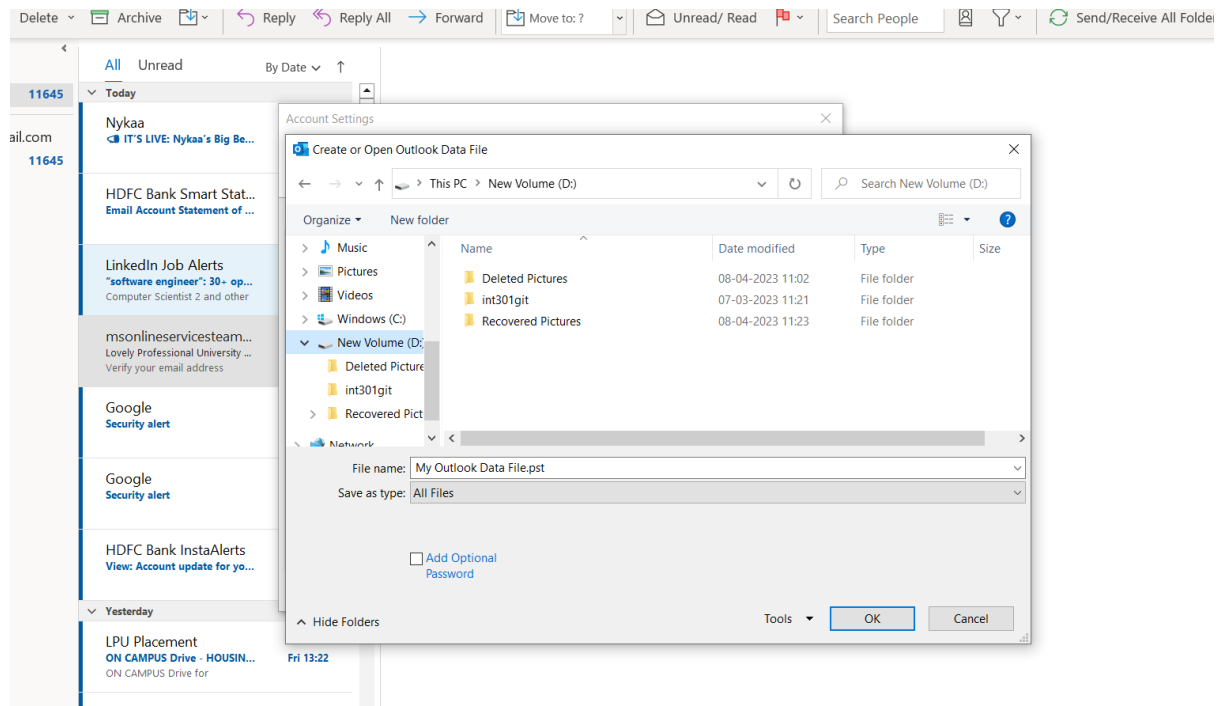 Delete Archive Reply Reply All Forward Move to: ? Unread/ Read Search People Send/Receive All Folder
All Unread By Date
11645 Today
ail.com
11645
Nykaa
IT'S LIVE: Nykaa's Big Be...
HDFC Bank Smart Stat...
Email Account Statement of ...
LinkedIn Job Alerts
"software engineer": 30+ op...
Computer Scientist 2 and other
msonlineservicesteam...
Lovely Professional University ...
Verify your email address
Google
Security alert
Google
Security alert
HDFC Bank InstaAlerts
View: Account update for yo...
Yesterday
LPU Placement
ON CAMPUS Drive - HOUSIN... Fri 13:22
ON CAMPUS Drive for
Account Settings
Create or Open Outlook Data File
This PC > New Volume (D:) Search New Volume (D:)
Organize New folder
Music
Pictures
Videos
Windows (C:)
New Volume (D:
Deleted Picture
int301git
Recovered Pict
Network
Name Date modified Type Size
Deleted Pictures 08-04-2023 11:02 File folder
int301git 07-03-2023 11:21 File folder
Recovered Pictures 08-04-2023 11:23 File folder
File name: My Outlook Data File.pst
Save as type: All Files
Add Optional
Password
Hide Folders Tools OK Cancel